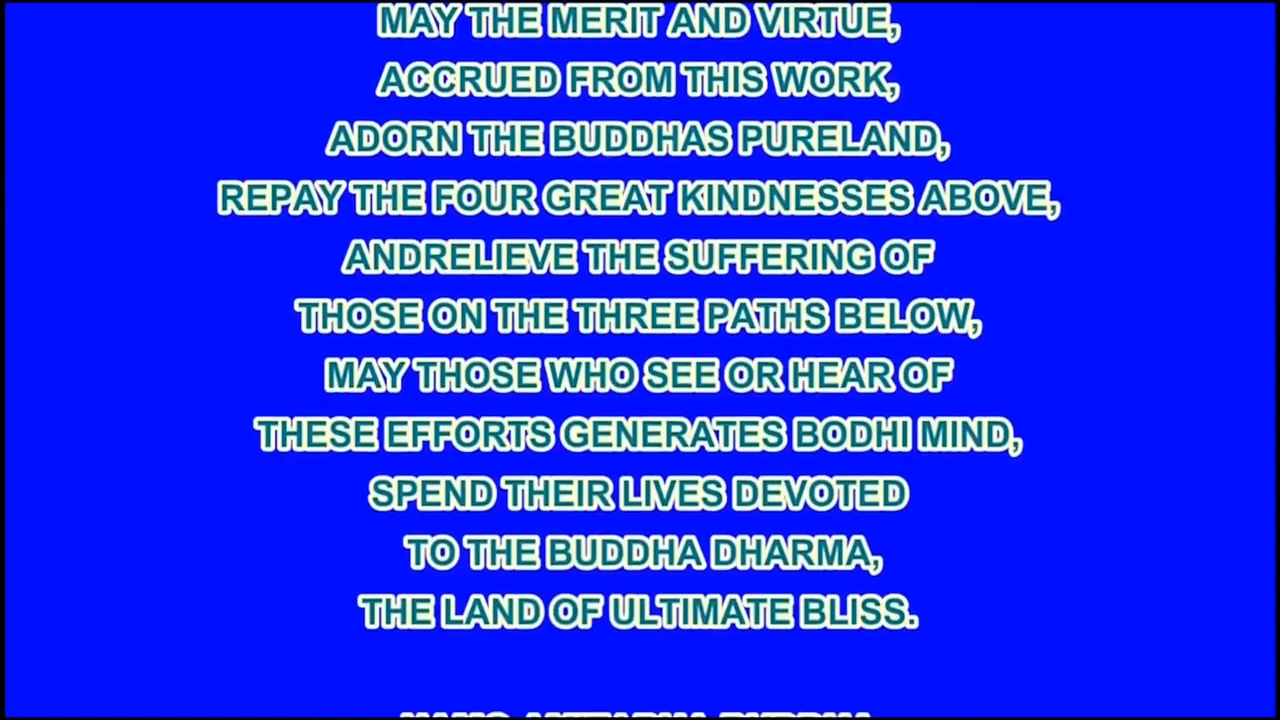 MAY THE MERIT AND VIRTUE,
ACCRUED FROM THIS WORK,
ADORN THE BUDDHAS PURELAND,
REPAY THE FOUR GREAT KINDNESSES ABOVE,
ANDRELIEVE THE SUFFERING OF
THOSE ON THE THREE PATHS BELOW,
MAY THOSE WHO SEE OR HEAR OF
THESE EFFORTS GENERATES BODHI MIND,
SPEND THEIR LIVES DEVOTED
TO THE BUDDHA DHARMA,
THE LAND OF ULTIMATE BLISS.